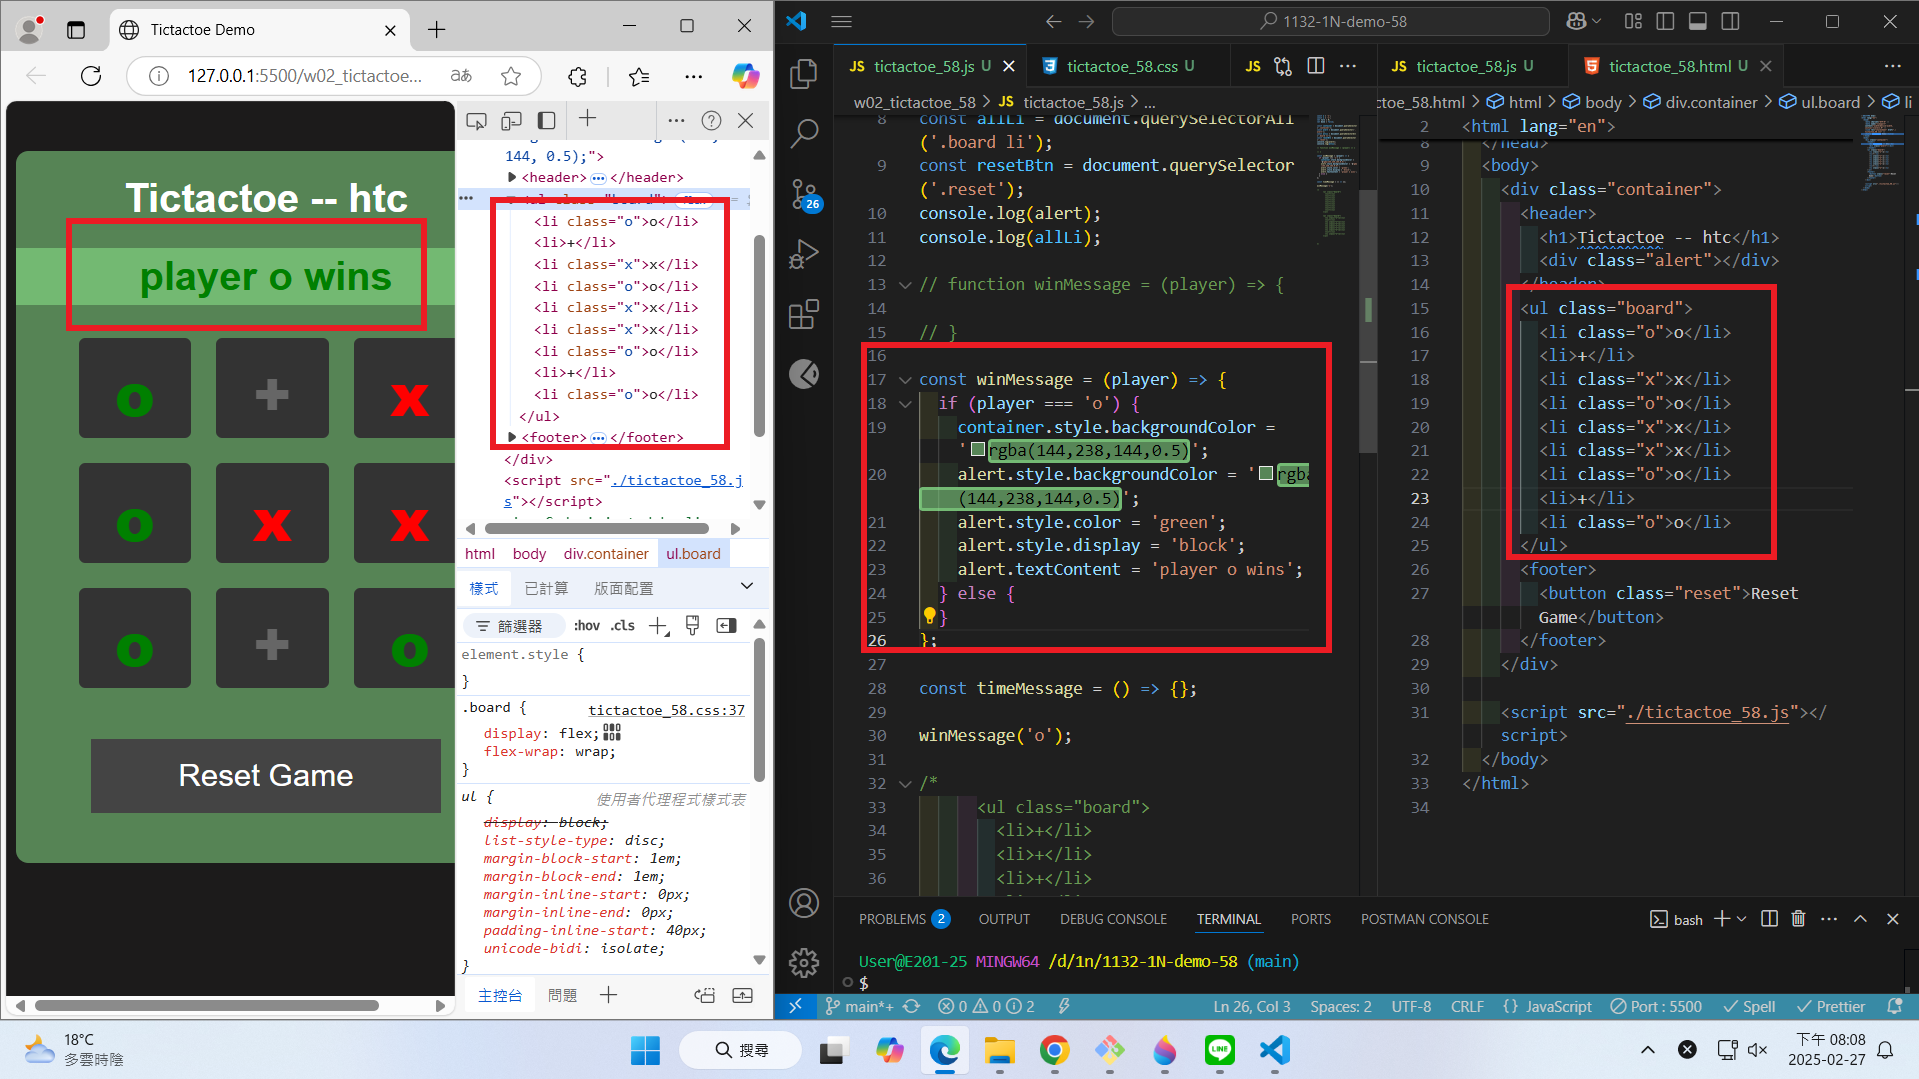 Tictactoe Demo
127.0.0.1:5500/w02_tictactoe...
Tictactoe -- htc
player o wins
o
+
x
o
x
x
o
+
o
Reset Game
144, 0.5);">
<header> ... </header>
<li class="o">o</li>
<li>+</li>
<li class="x">x</li>
<li class="o">o</li>
<li class="x">x</li>
<li class="x">x</li>
<li class="o">o</li>
<li>+</li>
<li class="o">o</li>
</ul>
<footer> ... </footer>
</div>
<script src="./tictactoe_58.j
s"></script>
html body div.container ul.board
樣式 已計算 版面配置
篩選器 :hov .cls
element.style {
}
.board { tictactoe_58.css:37
display: flex;
flex-wrap: wrap;
}
ul { 使用者代理程式樣式表
display: block;
list-style-type: disc;
margin-block-start: 1em;
margin-block-end: 1em;
margin-inline-start: 0px;
margin-inline-end: 0px;
padding-inline-start: 40px;
unicode-bidi: isolate;
}
主控台 問題
1132-1N-demo-58
26
JS tictactoe_58.js U
tictactoe_58.css U
JS
w02_tictactoe_58 > JS tictactoe_58.js > ...
8 const allLi = document.querySelectorAll
('.board li');
9 const resetBtn = document.querySelector
('.reset');
10 console.log(alert);
11 console.log(allLi);
12
13 // function winMessage = (player) => {
14
15 // }
16
17 const winMessage = (player) => {
18 if (player === 'o') {
19 container.style.backgroundColor =
'rgba(144,238,144,0.5)';
20 alert.style.backgroundColor = 'rgba
(144,238,144,0.5)';
21 alert.style.color = 'green';
22 alert.style.display = 'block';
23 alert.textContent = 'player o wins';
24 } else {
25 }
26 };
27
28 const timeMessage = () => {};
29
30 winMessage('o');
31
32 /*
33 <ul class="board">
34 <li>+</li>
35 <li>+</li>
36 <li>+</li>
JS tictactoe_58.js U
tictactoe_58.html U
ctoe_58.html > html > body > div.container > ul.board > li
2 <html lang="en">
8 </head>
9 <body>
10 <div class="container">
11 <header>
12 <h1>Tictactoe -- htc</h1>
13 <div class="alert"></div>
14 </header>
15 <ul class="board">
16 <li class="o">o</li>
17 <li>+</li>
18 <li class="x">x</li>
19 <li class="o">o</li>
20 <li class="x">x</li>
21 <li class="x">x</li>
22 <li class="o">o</li>
23 <li>+</li>
24 <li class="o">o</li>
25 </ul>
26 <footer>
27 <button class="reset">Reset
Game</button>
28 </footer>
29 </div>
30
31 <script src="./tictactoe_58.js"></
script>
32 </body>
33 </html>
34
PROBLEMS 2 OUTPUT DEBUG CONSOLE TERMINAL PORTS POSTMAN CONSOLE
bash
User@E201-25 MINGW64 /d/1n/1132-1N-demo-58 (main)
$
main*+ 0 0 2 Ln 26, Col 3 Spaces: 2 UTF-8 CRLF {} JavaScript Port : 5500 Spell Prettier
18°C
多雲時陰
搜尋
下午 08:08
2025-02-27